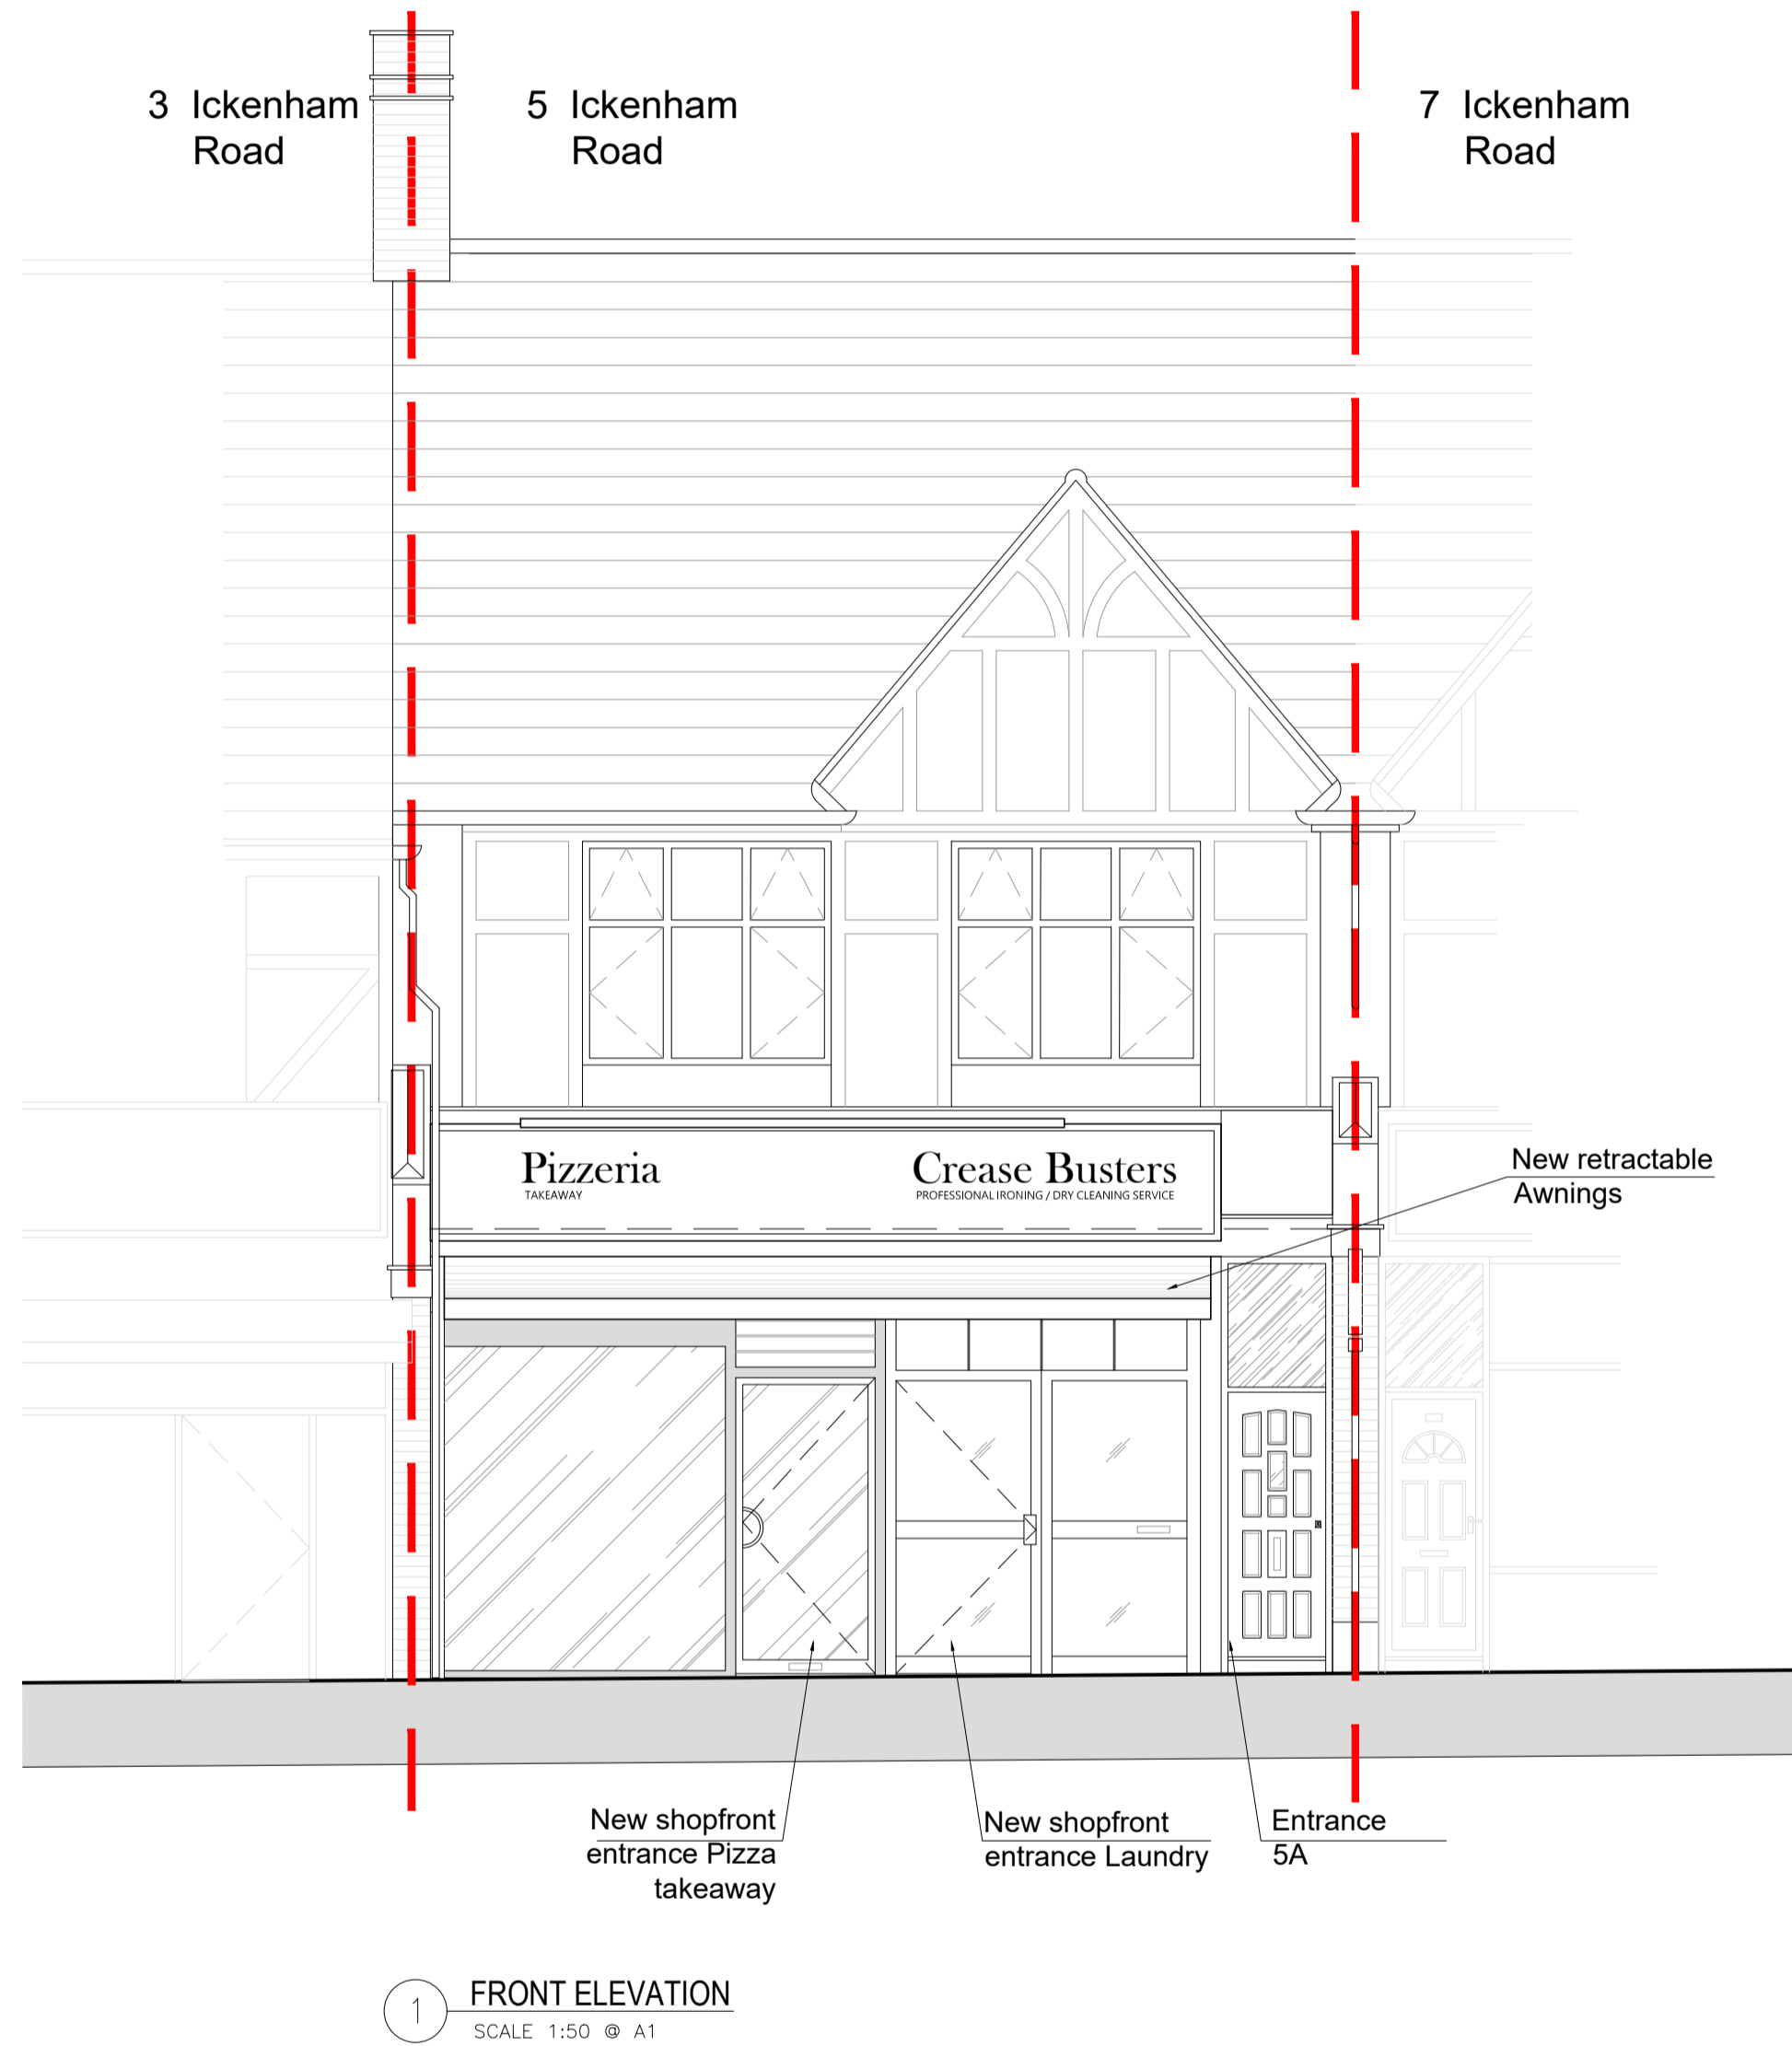 3 Ickenham
Road
5 Ickenham
Road
7 Ickenham
Road
Pizzeria
TAKEAWAY
Crease Busters
PROFESSIONAL IRONING / DRY CLEANING SERVICE
New retractable
Awnings
New shopfront
entrance Pizza
takeaway
New shopfront
entrance Laundry
Entrance
5A
1
FRONT ELEVATION
SCALE 1:50 @ A1